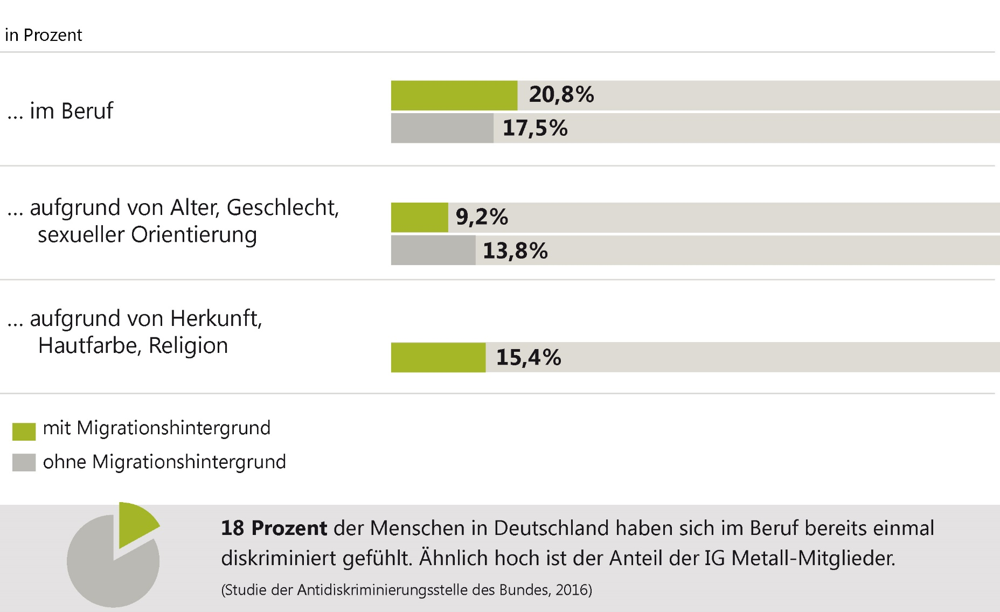 in Prozent
... im Beruf
20,8%
17,5%
... aufgrund von Alter, Geschlecht,
sexueller Orientierung
9,2%
13,8%
... aufgrund von Herkunft,
Hautfarbe, Religion
15,4%
mit Migrationshintergrund
ohne Migrationshintergrund
18 Prozent der Menschen in Deutschland haben sich im Beruf bereits einmal
diskriminiert gefühlt. Ähnlich hoch ist der Anteil der IG Metall-Mitglieder.
(Studie der Antidiskriminierungsstelle des Bundes, 2016)